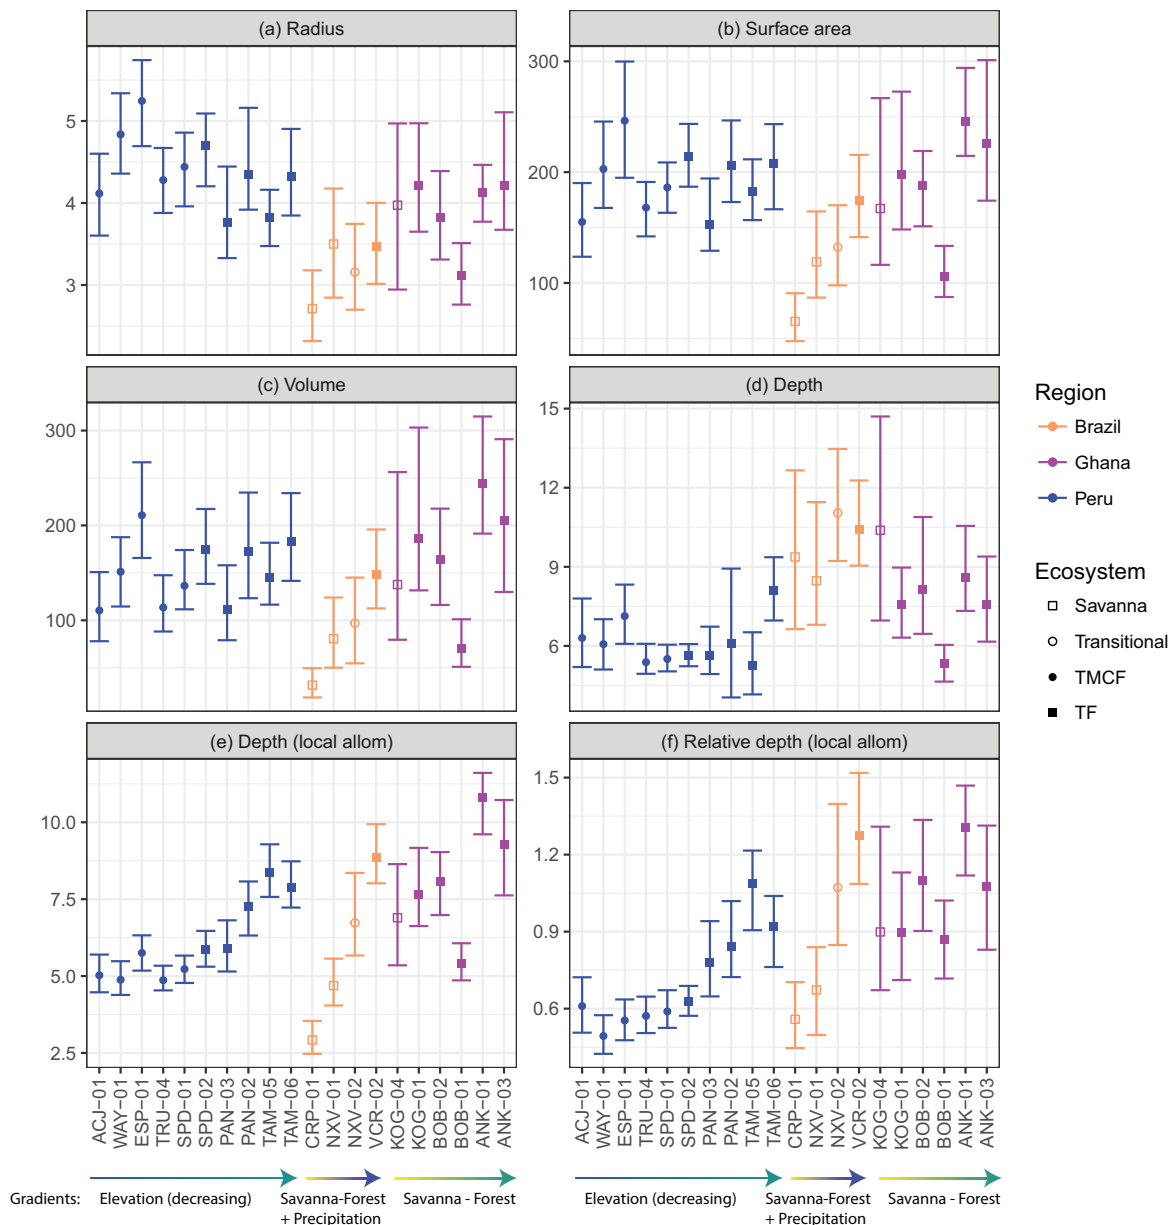 (a) Radius
(b) Surface area
5
4
3
300
200
100
(c) Volume
(d) Depth
300
200
100
15
12
9
6
Region
Brazil
Ghana
Peru
Ecosystem
Savanna
Transitional
TMCF
TF
(e) Depth (local allom)
(f) Relative depth (local allom)
10.0
7.5
5.0
2.5
1.5
1.2
0.9
0.6
ACJ−01
WAY−01
ESP−01
TRU−04
SPD−01
SPD−02
PAN−03
PAN−02
TAM−05
TAM−06
CRP−01
NXV−01
NXV−02
VCR−02
KOG−04
KOG−01
BOB−02
BOB−01
ANK−01
ANK−03
ACJ−01
WAY−01
ESP−01
TRU−04
SPD−01
SPD−02
PAN−03
PAN−02
TAM−05
TAM−06
CRP−01
NXV−01
NXV−02
VCR−02
KOG−04
KOG−01
BOB−02
BOB−01
ANK−01
ANK−03
Gradients:
Elevation (decreasing)
Savanna-Forest
+ Precipitation
Savanna - Forest
Elevation (decreasing)
Savanna-Forest
+ Precipitation
Savanna - Forest